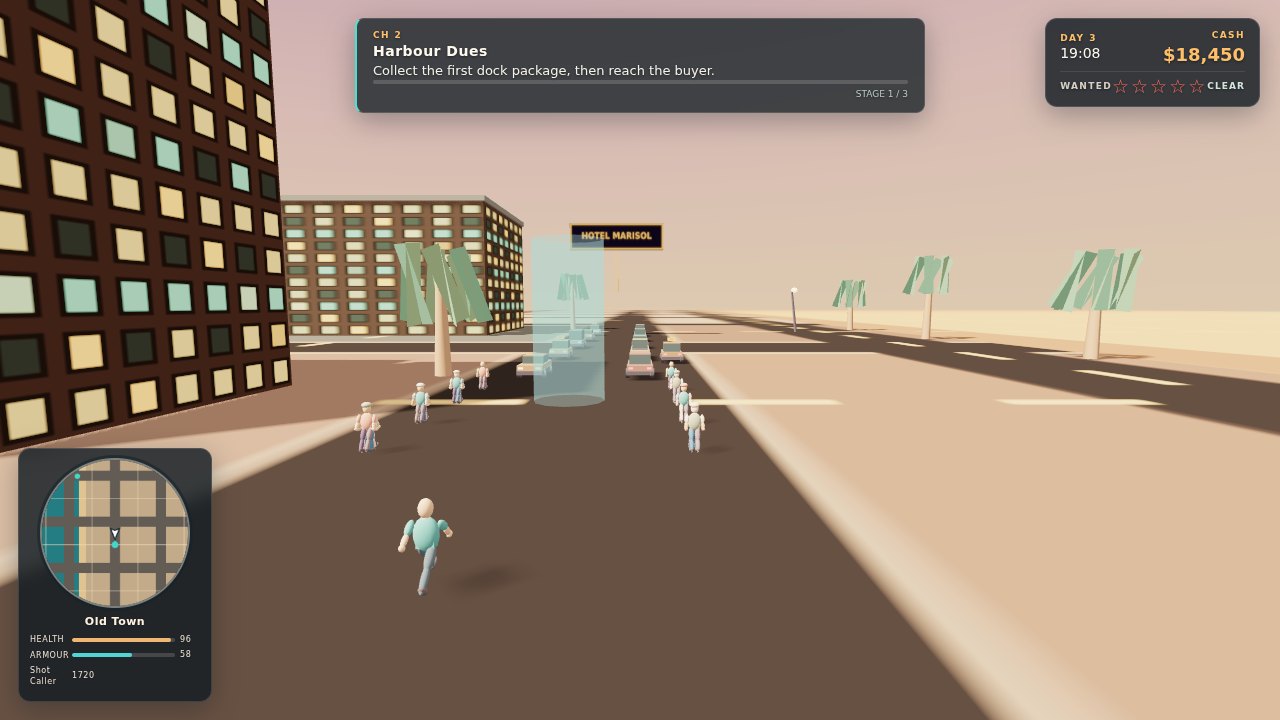 CH 2
Harbour Dues
Collect the first dock package, then reach the buyer.
STAGE 1 / 3
DAY 3
19:08
CASH
$18,450
WANTED ☆☆☆☆☆ CLEAR
HOTEL MARISOL
Old Town
HEALTH 96
ARMOUR 58
Shot
Caller 1720